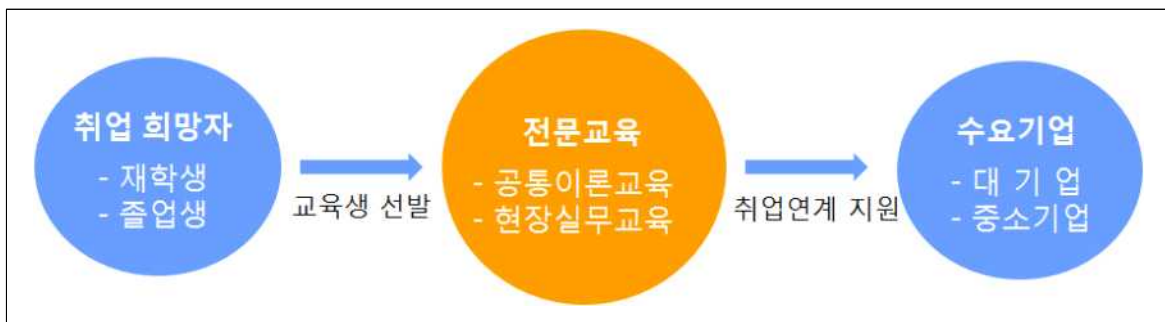 취업 희망자
- 재학생
- 졸업생
교육생 선발
전문교육
- 공통이론교육
- 현장실무교육
취업연계 지원
수요기업
- 대 기 업
- 중소기업